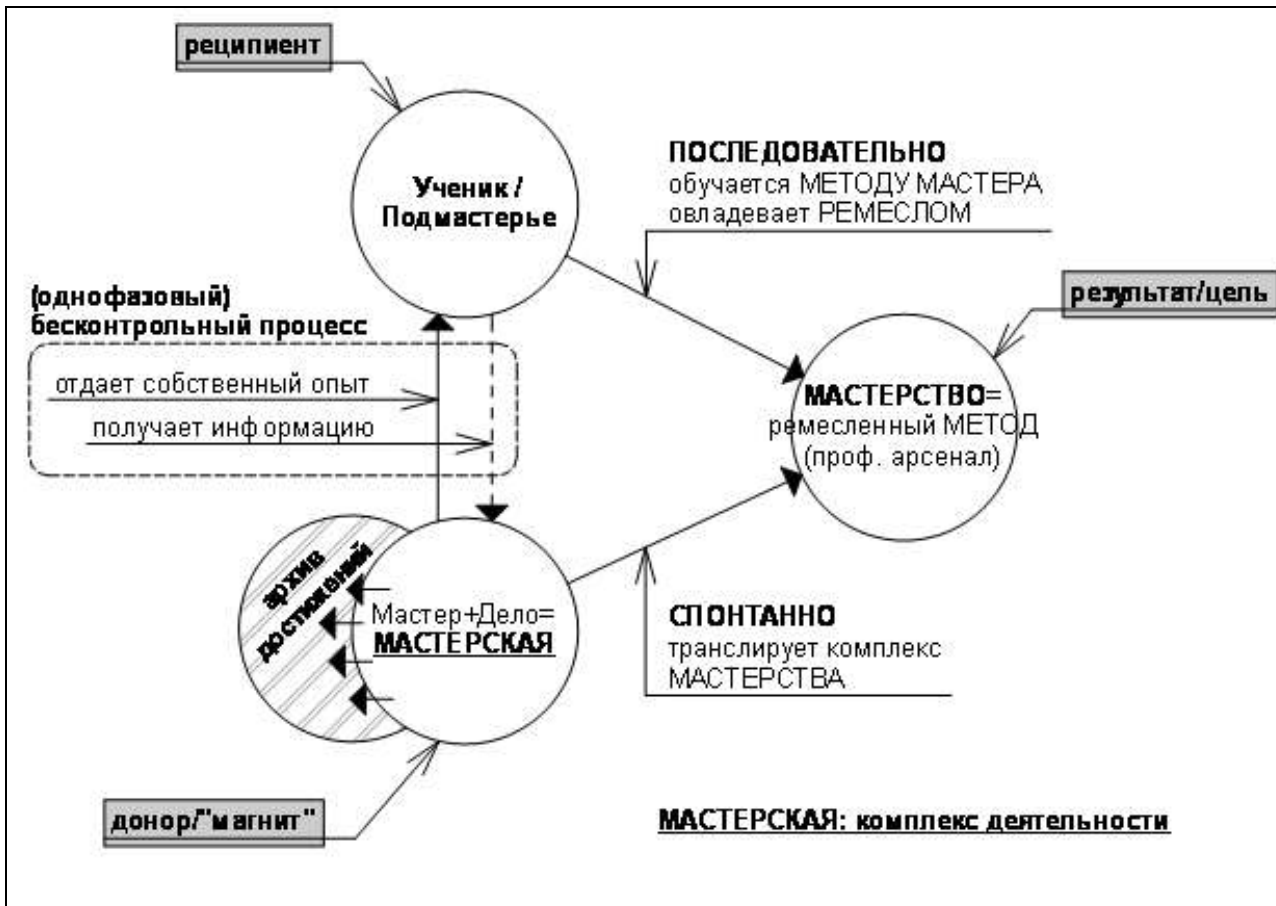 реципиент
Ученик /
Подмастерье
ПОСЛЕДОВАТЕЛЬНО
обучается МЕТОДУ МАСТЕРА
овладевает РЕМЕСЛОМ
(однофазовый)
бесконтрольный процесс
отдает собственный опыт
получает информацию
результат/цель
МАСТЕРСТВО=
ремесленный МЕТОД
(проф. арсенал)
архив
достижений
Мастер+Дело=
МАСТЕРСКАЯ
СПОНТАННО
транслирует комплекс
МАСТЕРСТВА
донор/"магнит"
МАСТЕРСКАЯ: комплекс деятельности